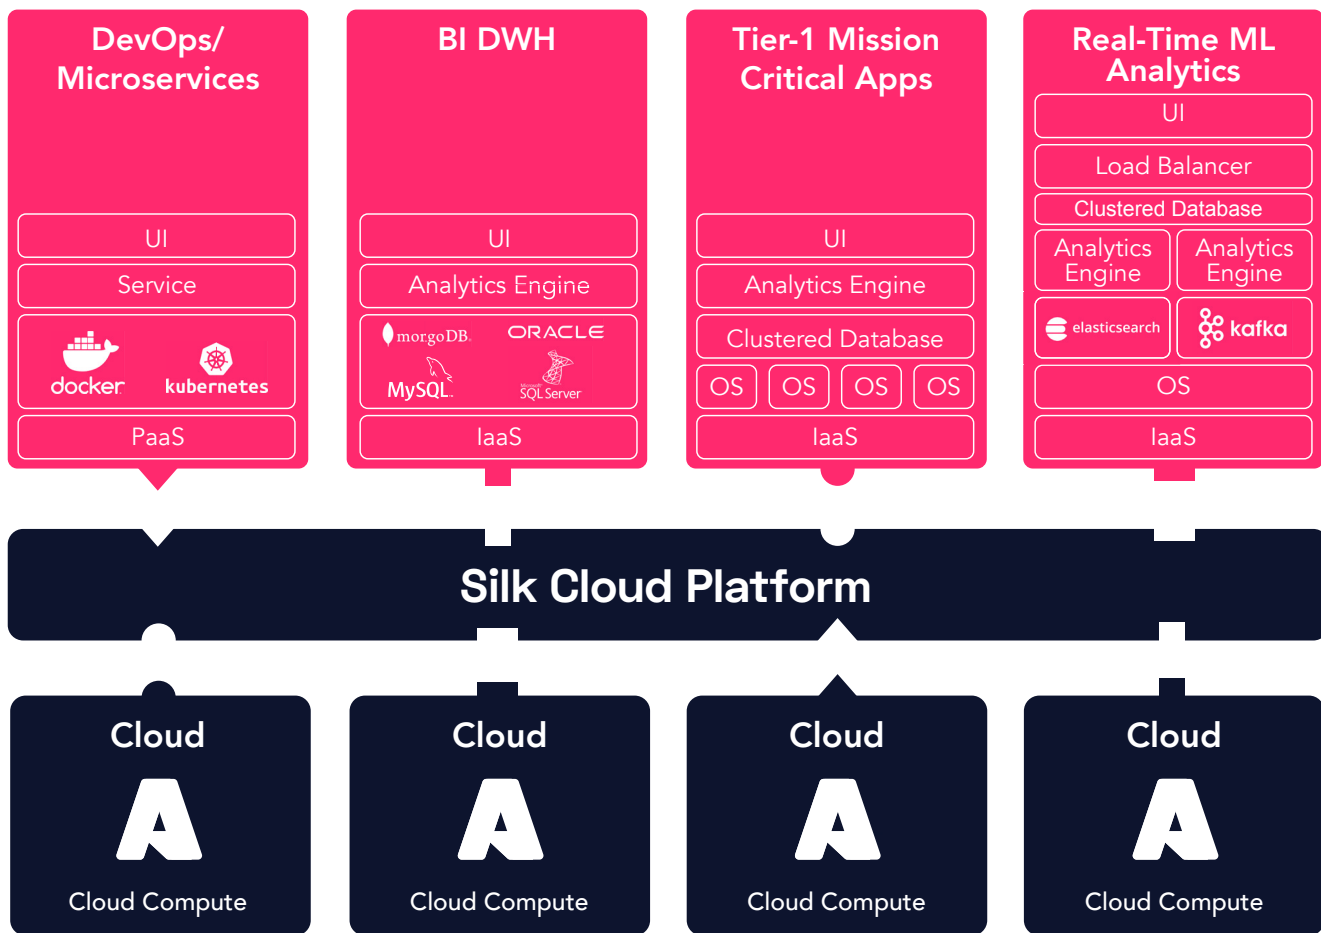 DevOps/
Microservices
UI
Service
docker
kubernetes
PaaS
BI DWH
UI
Analytics Engine
morgoDB.
ORACLE
MySQL
Microsoft
SQL Server
IaaS
Tier-1 Mission
Critical Apps
UI
Analytics Engine
Clustered Database
OS OS OS OS
IaaS
Real-Time ML
Analytics
UI
Load Balancer
Clustered Database
Analytics
Engine
Analytics
Engine
elasticsearch
kafka
OS
IaaS
Silk Cloud Platform
Cloud
A
Cloud Compute
Cloud
A
Cloud Compute
Cloud
A
Cloud Compute
Cloud
A
Cloud Compute